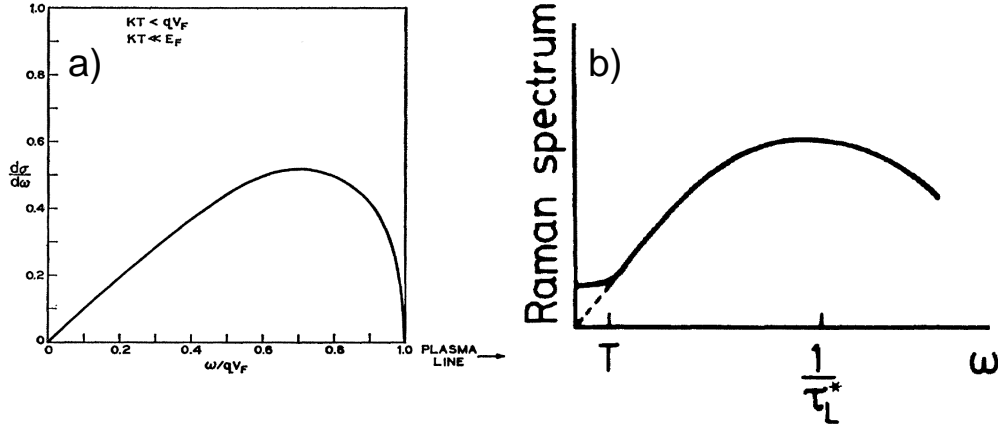 a)
KT < qV_F
KT ≪ E_F
1.0
0.8
0.6
0.4
0.2
0
dσ/dω
0 0.2 0.4 0.6 0.8 1.0
ω/qV_F
PLASMA
LINE
b)
Raman spectrum
T
1/τ_L*
ω